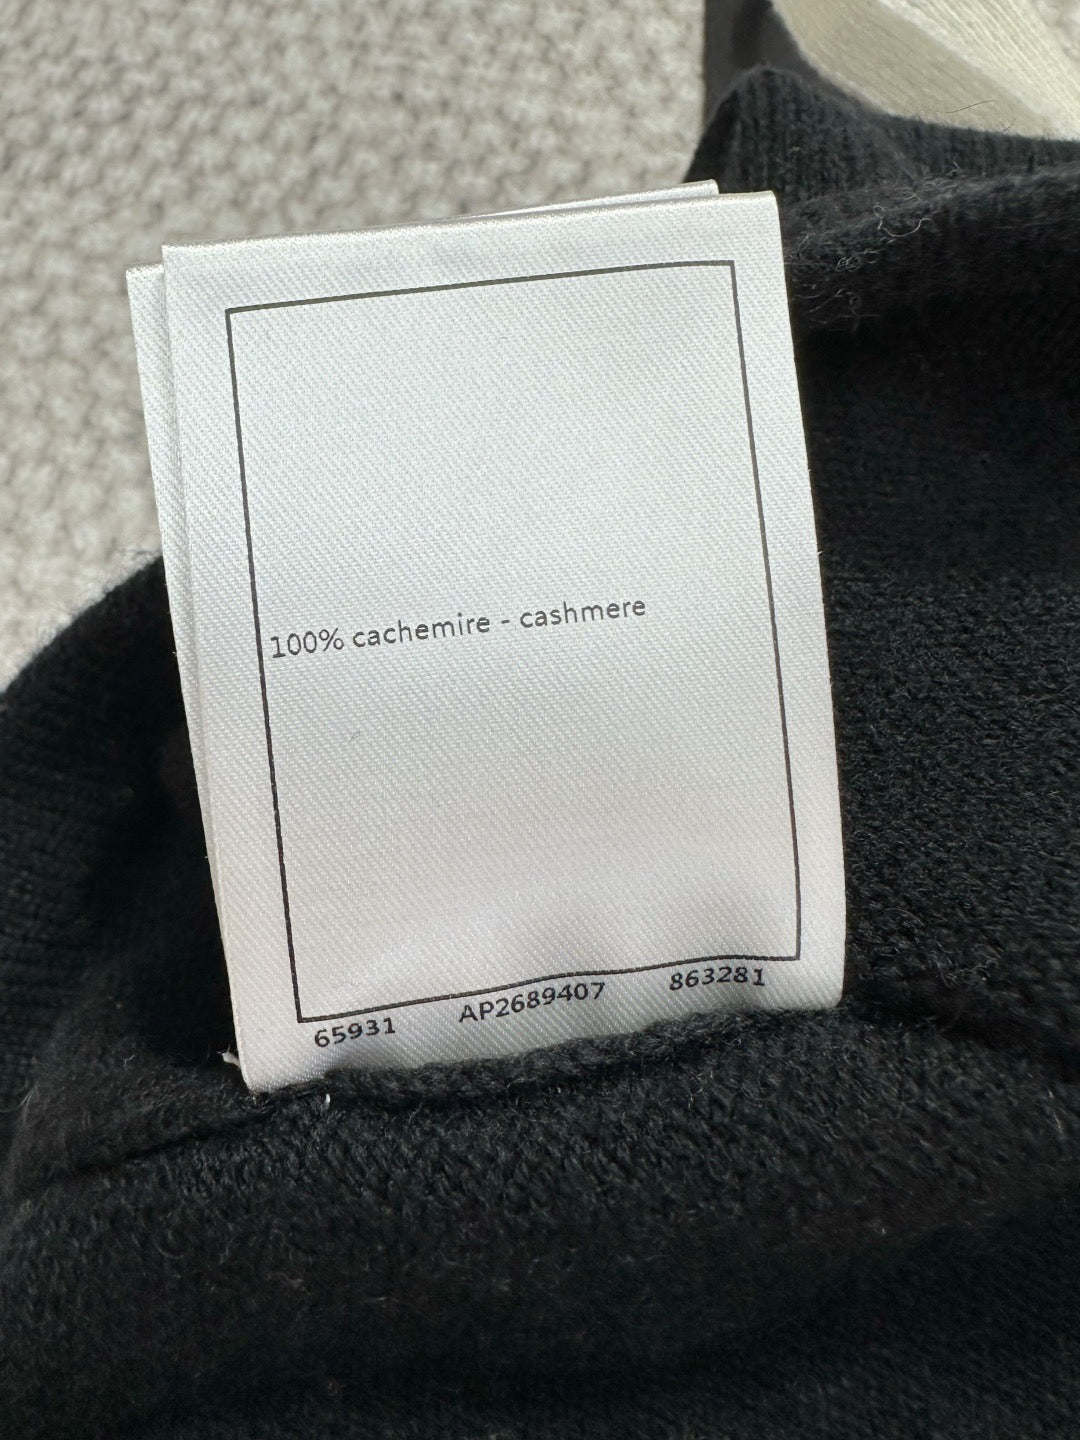 100% cachemire - cashmere
65931 AP2689407 863281